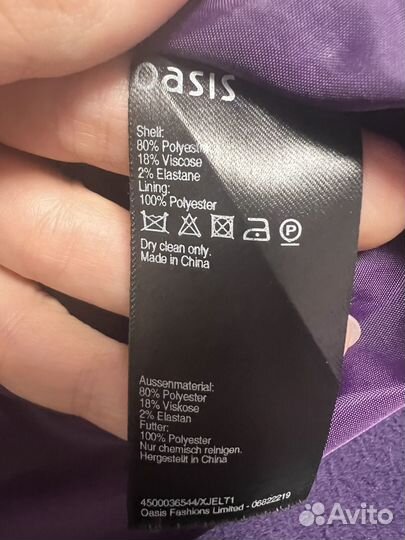 Oasis
Shell:
80% Polyester
18% Viscose
2% Elastane
Lining:
100% Polyester
P
Dry clean only.
Made in China
Aussenmaterial:
80% Polyester
18% Viskose
2% Elastan
Futter:
100% Polyester
Nur chemisch reinigen.
Hergestellt in China
4500036544/XJELT1
Oasis Fashions Limited - 06822219
Avito